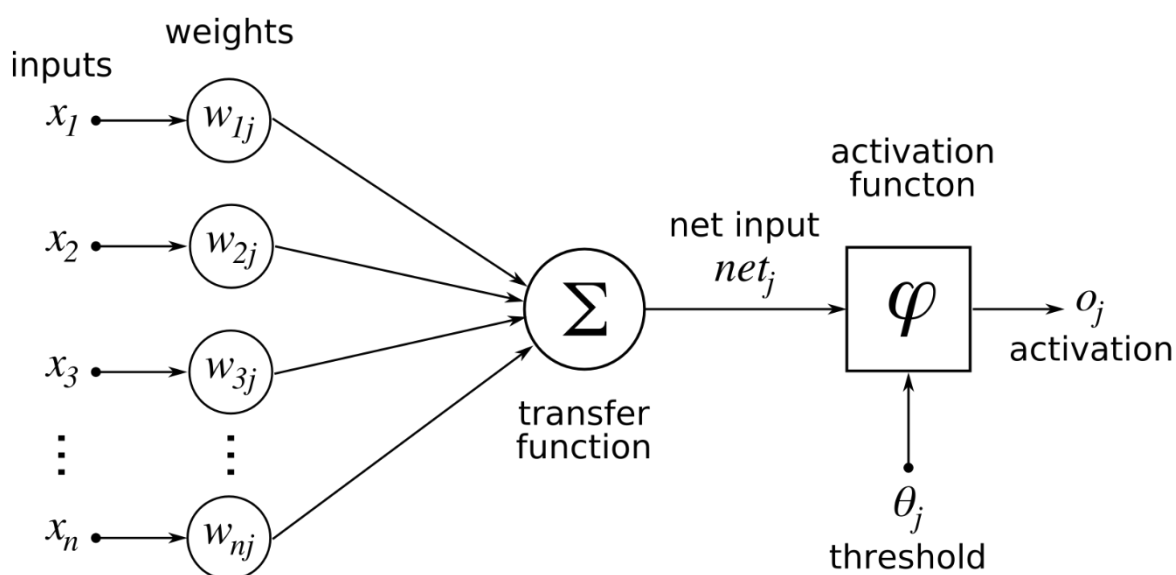 weights
inputs
x₁
w₁ⱼ
activation
functon
x₂
w₂ⱼ
net input
netⱼ
Σ
φ
oⱼ
activation
x₃
w₃ⱼ
transfer
function
⋮
⋮
xₙ
wₙⱼ
θⱼ
threshold